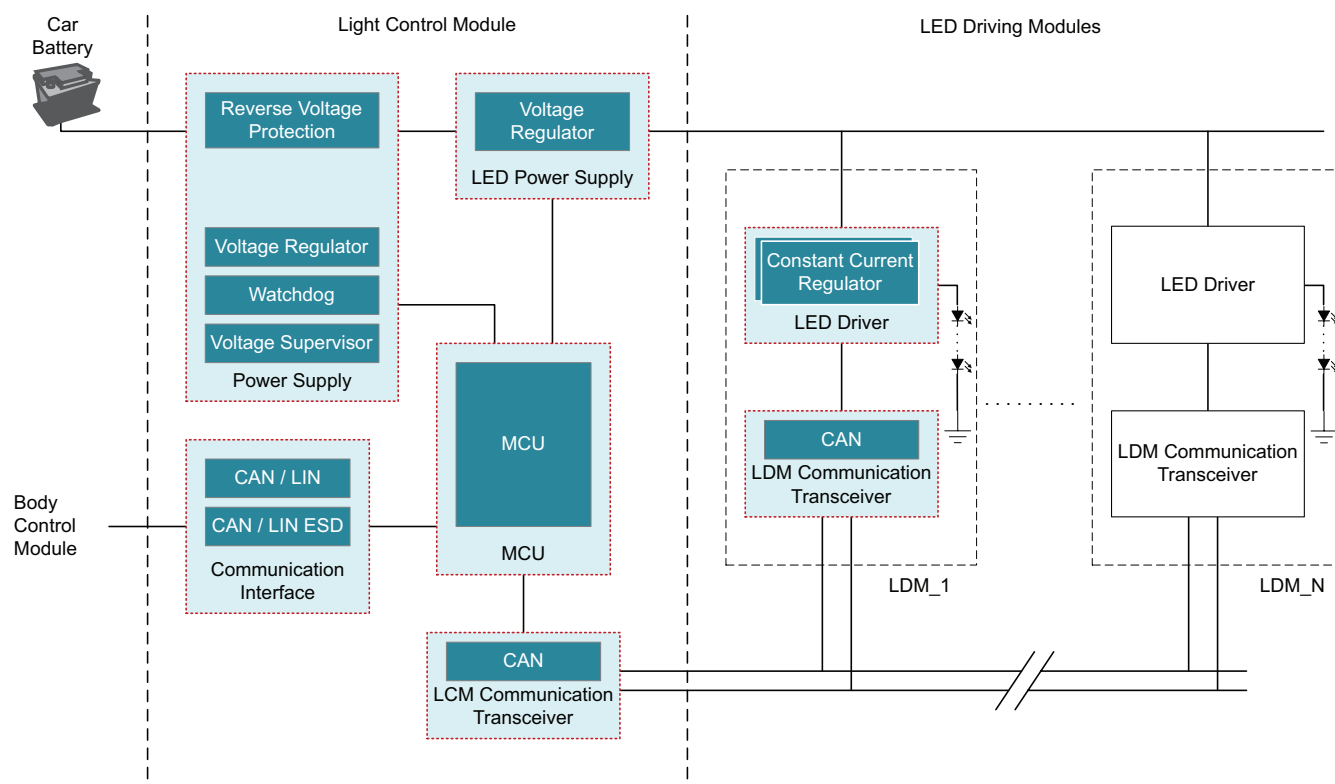 Car
Battery
Light Control Module
LED Driving Modules
Reverse Voltage
Protection
Voltage
Regulator
LED Power Supply
Voltage Regulator
Watchdog
Voltage Supervisor
Power Supply
Constant Current
Regulator
LED Driver
LED Driver
MCU
MCU
CAN
LDM Communication
Transceiver
LDM Communication
Transceiver
Body
Control
Module
CAN / LIN
CAN / LIN ESD
Communication
Interface
LDM_1
LDM_N
CAN
LCM Communication
Transceiver